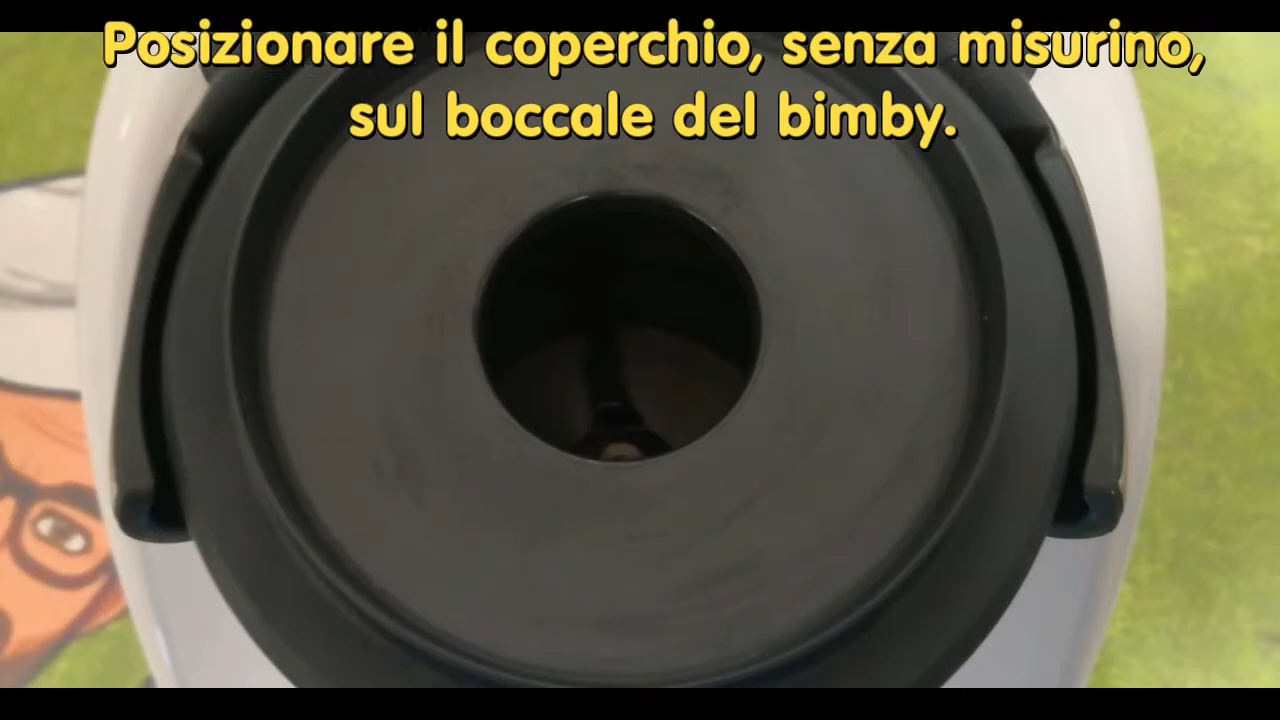 Posizionare il coperchio, senza misurino,
sul boccale del bimby.